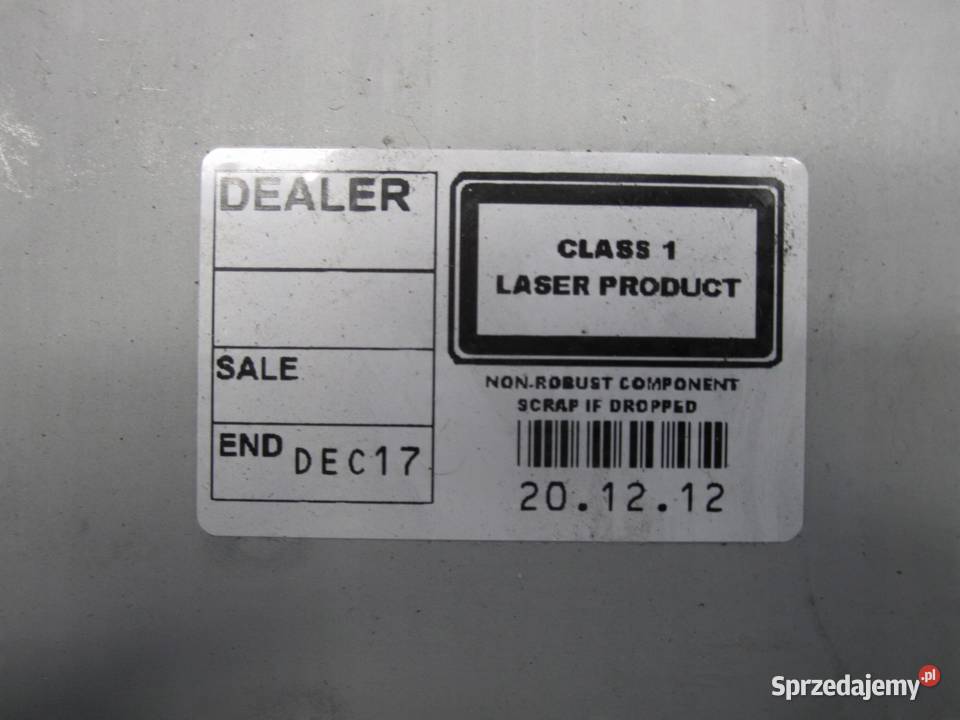 DEALER
SALE
END DEC17
CLASS 1
LASER PRODUCT
NON-ROBUST COMPONENT
SCRAP IF DROPPED
20.12.12
Sprzedajemy.pl